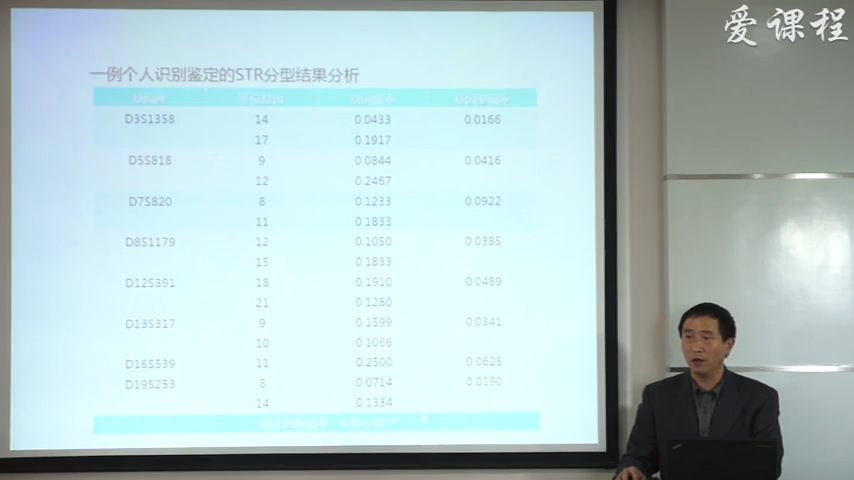 爱课程
一例个人识别鉴定的STR分型结果分析
D3S1358 14 0.0433 0.0166
17 0.1917
D5S818 9 0.0844 0.0416
12 0.2467
D7S820 8 0.1233 0.0922
11 0.1833
D8S1179 12 0.1050 0.0385
15 0.1833
D12S391 18 0.1910 0.0489
21 0.1280
D13S317 9 0.1599 0.0341
10 0.1066
D16S539 11 0.2500 0.0625
D19S253 8 0.0714 0.0190
14 0.1334